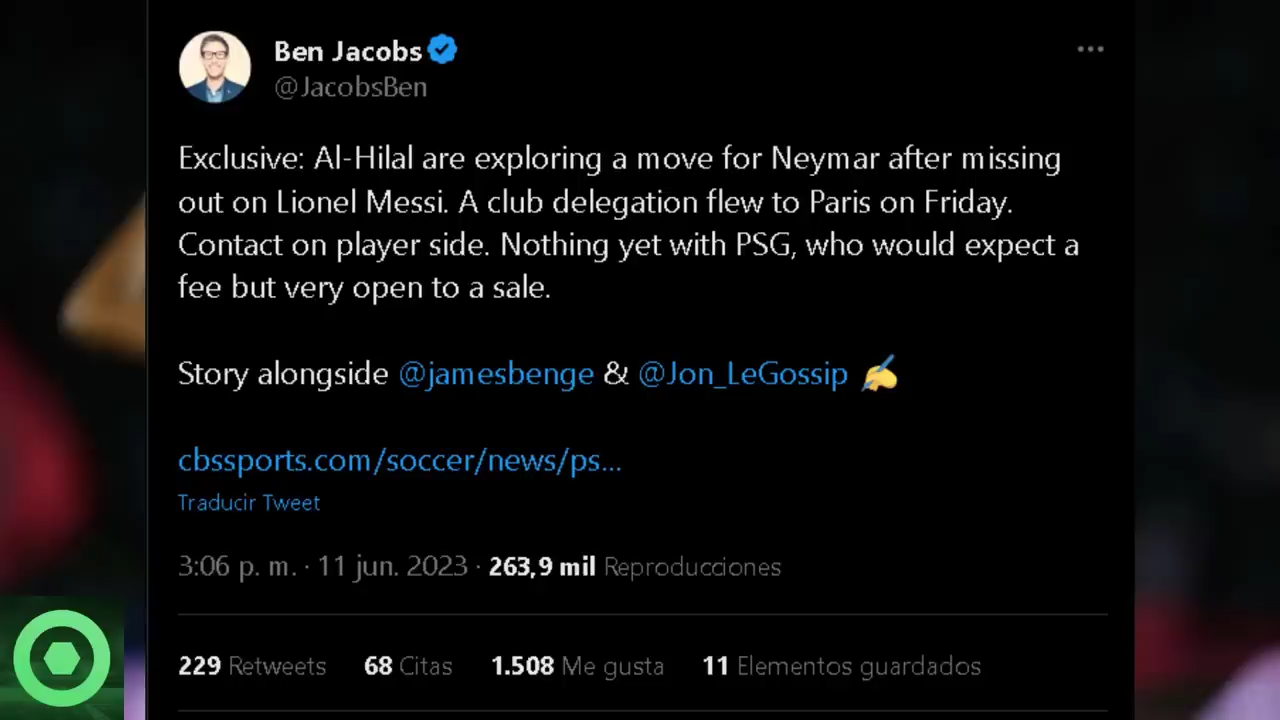 Ben Jacobs
@JacobsBen
Exclusive: Al-Hilal are exploring a move for Neymar after missing
out on Lionel Messi. A club delegation flew to Paris on Friday.
Contact on player side. Nothing yet with PSG, who would expect a
fee but very open to a sale.
Story alongside @jamesbenge & @Jon_LeGossip ✍️
cbssports.com/soccer/news/ps...
Traducir Tweet
3:06 p. m. · 11 jun. 2023 · 263,9 mil Reproducciones
229 Retweets 68 Citas 1.508 Me gusta 11 Elementos guardados